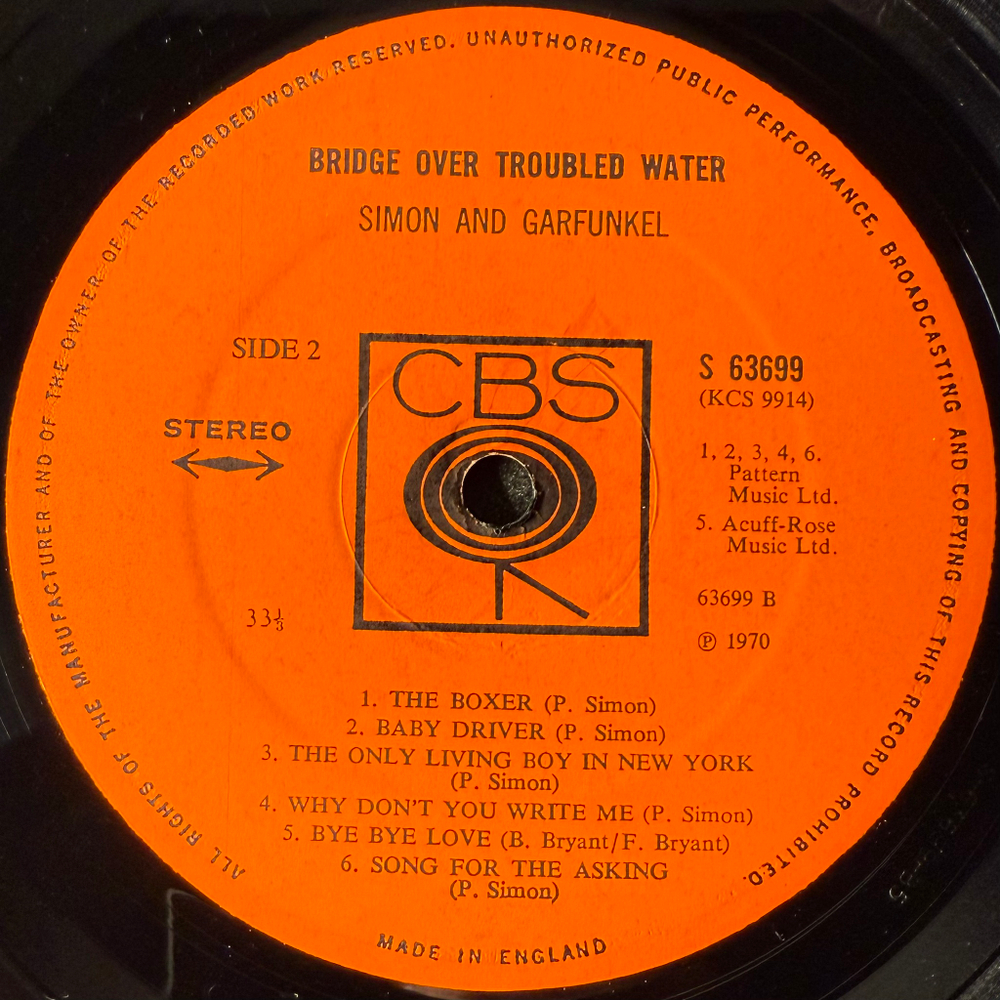 ALL RIGHTS OF THE MANUFACTURER AND OF THE OWNER OF THE RECORDED WORK RESERVED. UNAUTHORIZED PUBLIC PERFORMANCE, BROADCASTING AND COPYING OF THIS RECORD PROHIBITED.
BRIDGE OVER TROUBLED WATER
SIMON AND GARFUNKEL
SIDE 2
STEREO
33⅓
CBS
S 63699
(KCS 9914)
1, 2, 3, 4, 6.
Pattern
Music Ltd.
5. Acuff-Rose
Music Ltd.
63699 B
℗ 1970
1. THE BOXER (P. Simon)
2. BABY DRIVER (P. Simon)
3. THE ONLY LIVING BOY IN NEW YORK
(P. Simon)
4. WHY DON'T YOU WRITE ME (P. Simon)
5. BYE BYE LOVE (B. Bryant/F. Bryant)
6. SONG FOR THE ASKING
(P. Simon)
MADE IN ENGLAND